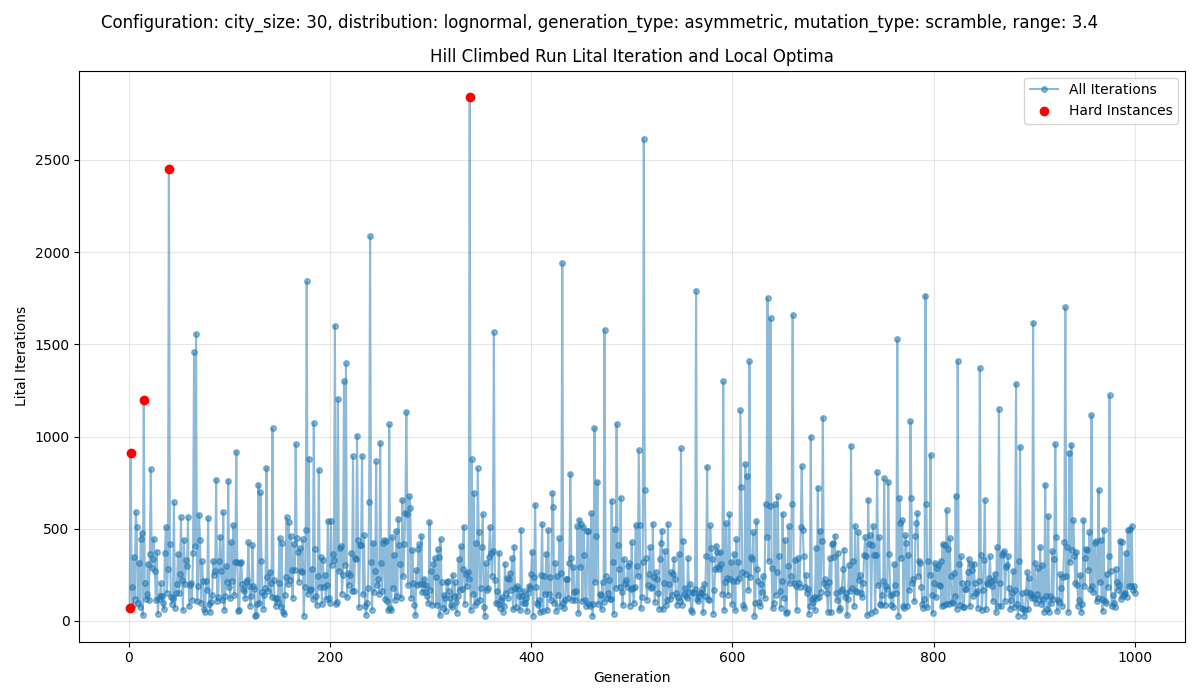 Configuration: city_size: 30, distribution: lognormal, generation_type: asymmetric, mutation_type: scramble, range: 3.4
Hill Climbed Run Lital Iteration and Local Optima
All Iterations
Hard Instances
Lital Iterations
2500
2000
1500
1000
500
0
0 200 400 600 800 1000
Generation